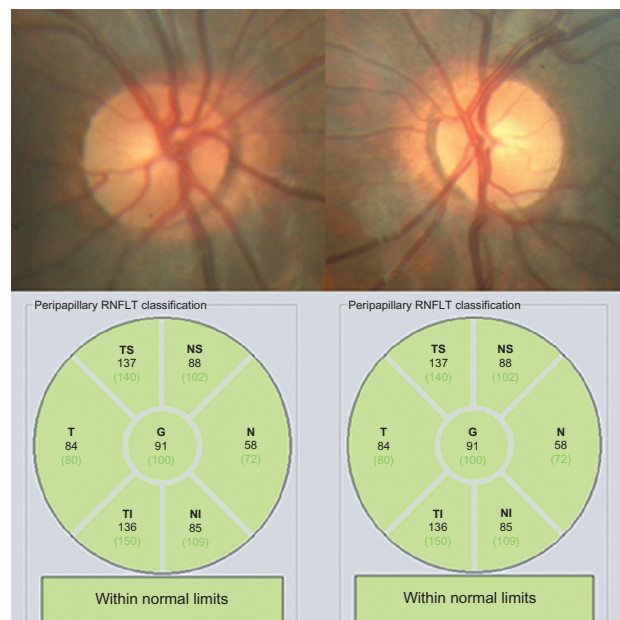 Peripapillary RNFLT classification
TS
137
(140)
NS
88
(102)
T
84
(80)
G
91
(100)
N
58
(72)
TI
136
(150)
NI
85
(109)
Within normal limits
Peripapillary RNFLT classification
TS
137
(140)
NS
88
(102)
T
84
(80)
G
91
(100)
N
58
(72)
TI
136
(150)
NI
85
(109)
Within normal limits